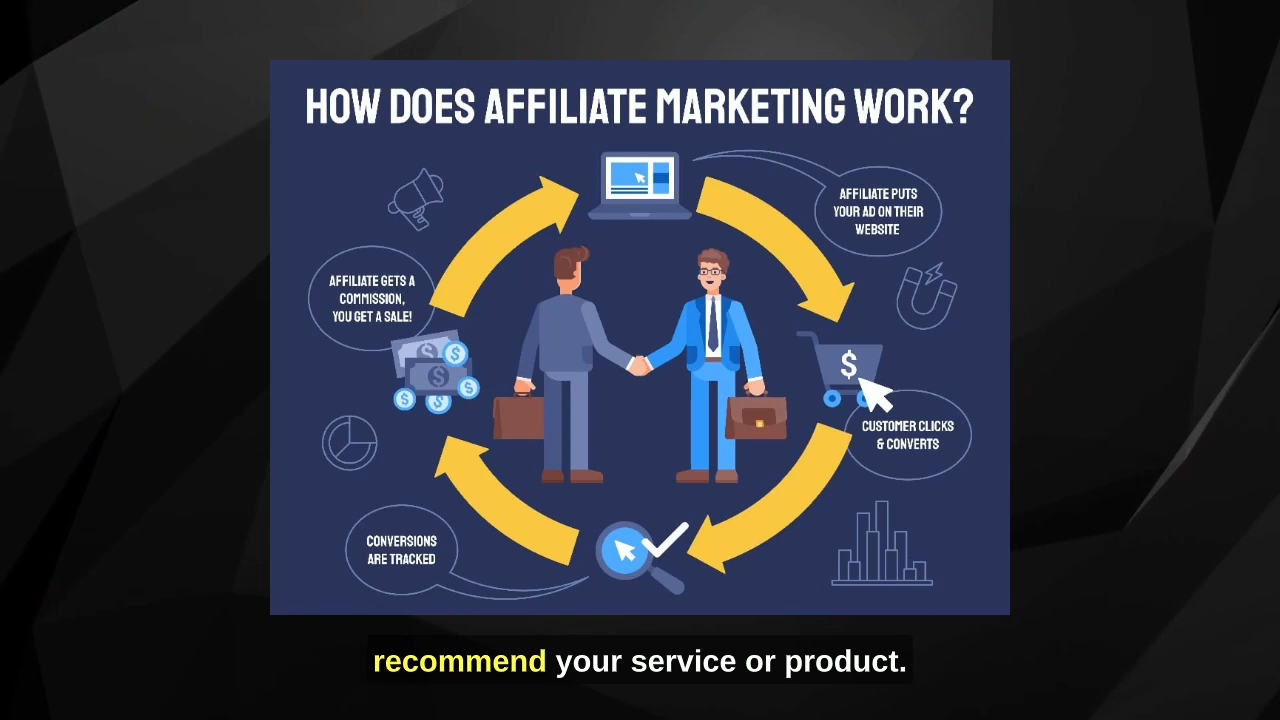 HOW DOES AFFILIATE MARKETING WORK?
AFFILIATE PUTS
YOUR AD ON THEIR
WEBSITE
AFFILIATE GETS A
COMMISSION,
YOU GET A SALE!
$
$
$
$
$
$
$
CUSTOMER CLICKS
& CONVERTS
CONVERSIONS
ARE TRACKED
recommend your service or product.